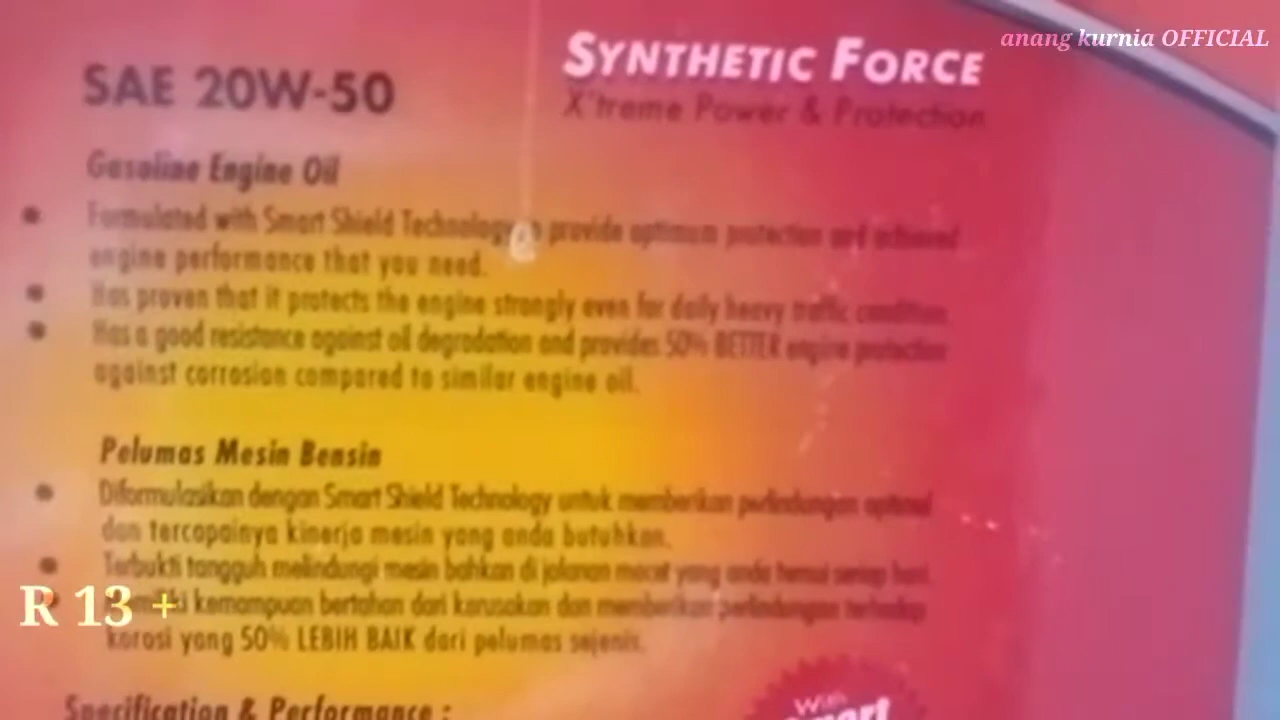 anang kurnia OFFICIAL
SAE 20W-50
SYNTHETIC FORCE
X'treme Power & Protection
Gasoline Engine Oil
Formulated with Smart Shield Technology provide optimum protection and achieved
engine performance that you need.
Has proven that it protects the engine strongly even for daily heavy traffic condition.
Has a good resistance against oil degradation and provides 50% BETTER engine protection
against corrosion compared to similar engine oil.
Pelumas Mesin Bensin
Diformulasikan dengan Smart Shield Technology untuk memberikan perlindungan optimal
dan tercapainya kinerja mesin yang anda butuhkan.
Terbukti tangguh melindungi mesin bahkan di jalanan macet yang anda temui setiap hari.
kemampuan bertahan dari kerusakan dan memberikan perlindungan terhadap
korosi yang 50% LEBIH BAIK dari pelumas sejenis.
R 13 +
Specification & Performance :
With